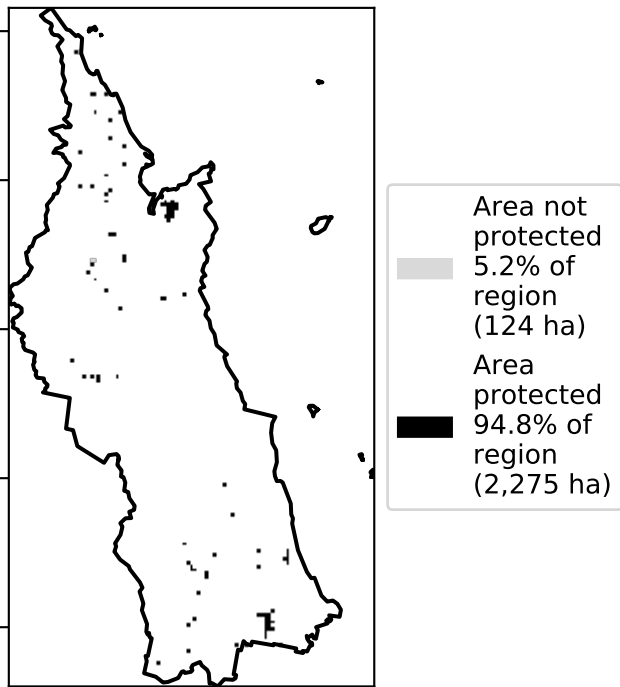 Area not
protected
5.2% of
region
(124 ha)
Area
protected
94.8% of
region
(2,275 ha)